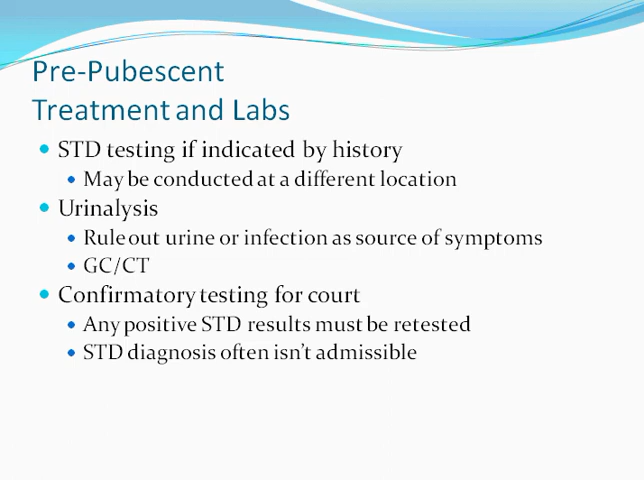 Pre-Pubescent
Treatment and Labs
• STD testing if indicated by history
• May be conducted at a different location
• Urinalysis
• Rule out urine or infection as source of symptoms
• GC/CT
• Confirmatory testing for court
• Any positive STD results must be retested
• STD diagnosis often isn't admissible